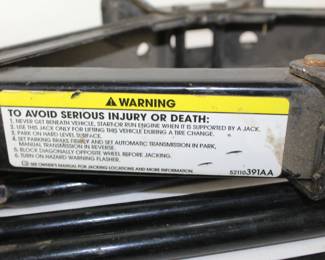 WARNING
TO AVOID SERIOUS INJURY OR DEATH:
1. NEVER GET BENEATH VEHICLE, START OR RUN ENGINE WHEN IT IS SUPPORTED BY A JACK.
2. USE THIS JACK ONLY FOR LIFTING THIS VEHICLE DURING A TIRE CHANGE.
3. PARK ON HARD LEVEL SURFACE.
4. SET PARKING BRAKE FIRMLY AND SET AUTOMATIC TRANSMISSION IN PARK,
MANUAL TRANSMISSION IN REVERSE.
5. BLOCK DIAGONALLY OPPOSITE WHEEL BEFORE JACKING.
6. TURN ON HAZARD WARNING FLASHER.
SEE OWNER'S MANUAL FOR JACKING LOCATIONS AND MORE INFORMATION.
52110391AA